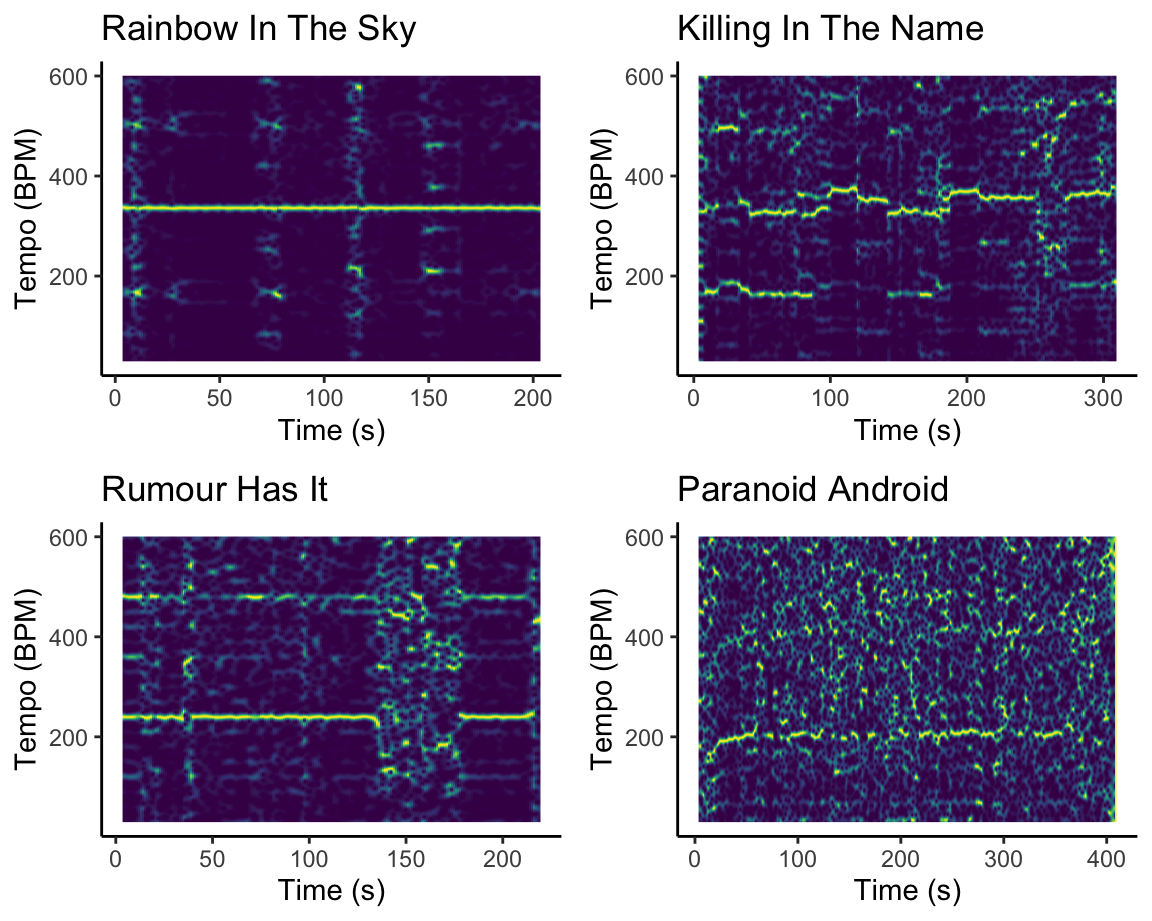 Rainbow In The Sky
Tempo (BPM)
600
400
200
0 50 100 150 200
Time (s)
Killing In The Name
Tempo (BPM)
600
400
200
0 100 200 300
Time (s)
Rumour Has It
Tempo (BPM)
600
400
200
0 50 100 150 200
Time (s)
Paranoid Android
Tempo (BPM)
600
400
200
0 100 200 300 400
Time (s)